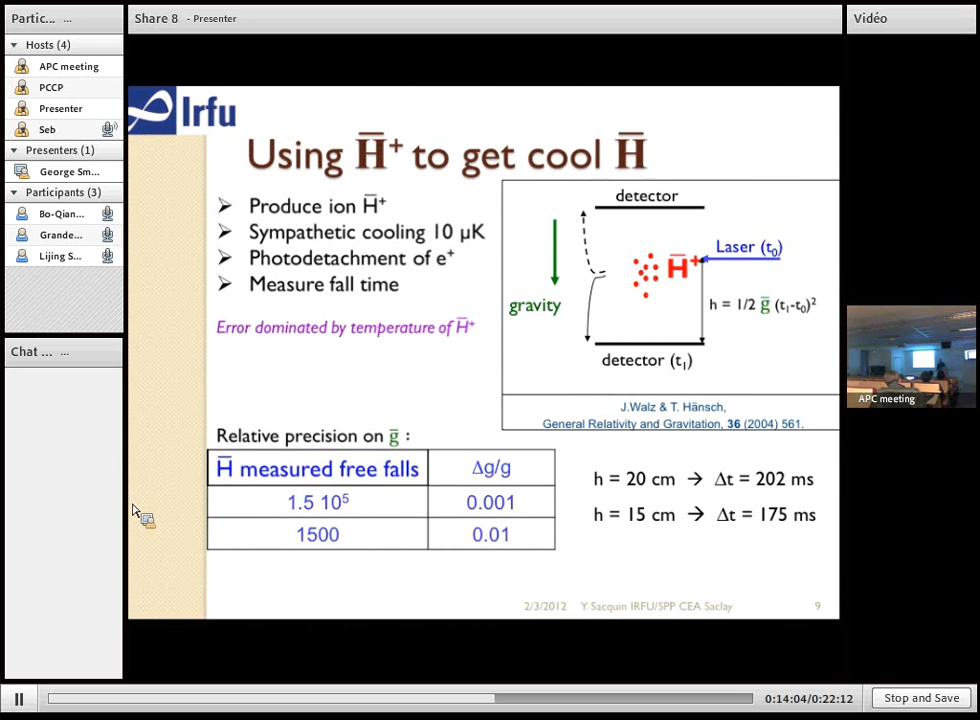 Partic... ...
Share 8 - Presenter
Vidéo
Hosts (4)
APC meeting
PCCP
Presenter
Seb
Presenters (1)
George Sm...
Participants (3)
Bo-Qian...
Grande...
Lijing S...
Chat ... ...
Irfu
Using H̅⁺ to get cool H̅
Produce ion H̅⁺
Sympathetic cooling 10 µK
Photodetachment of e⁺
Measure fall time
Error dominated by temperature of H̅⁺
detector
Laser (t₀)
H̅⁺
gravity
h = 1/2 g̅ (t₁-t₀)²
detector (t₁)
J.Walz & T. Hänsch,
General Relativity and Gravitation, 36 (2004) 561.
Relative precision on g̅ :
H̅ measured free falls Δg/g
1.5 10⁵ 0.001
1500 0.01
h = 20 cm → Δt = 202 ms
h = 15 cm → Δt = 175 ms
2/3/2012 Y. Sacquin IRFU/SPP CEA Saclay 9
APC meeting
0:14:04/0:22:12
Stop and Save